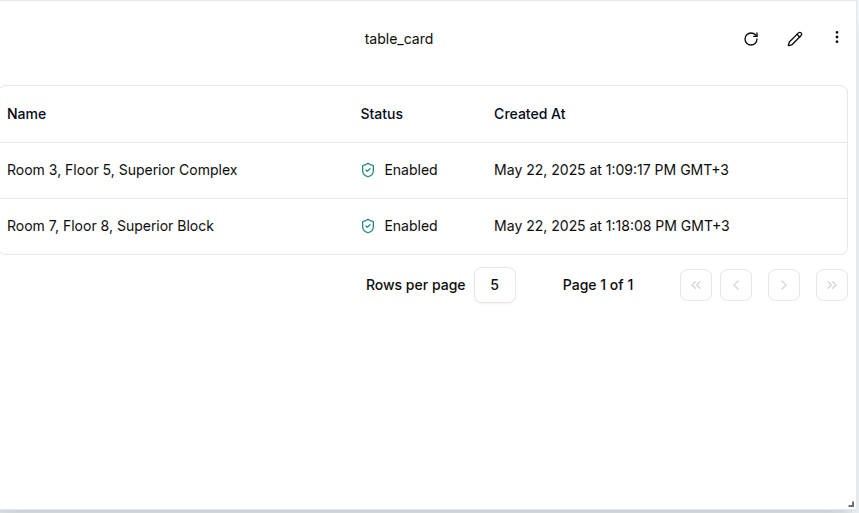 table_card
Name Status Created At
Room 3, Floor 5, Superior Complex Enabled May 22, 2025 at 1:09:17 PM GMT+3
Room 7, Floor 8, Superior Block Enabled May 22, 2025 at 1:18:08 PM GMT+3
Rows per page 5 Page 1 of 1